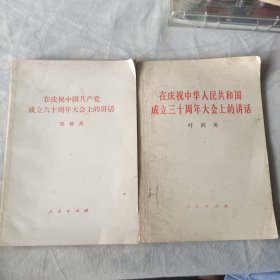 在庆祝中国共产党
成立六十周年大会上的讲话
胡耀邦
人民出版社
在庆祝中华人民共和国
成立三十周年大会上的讲话
叶剑英
人民出版社